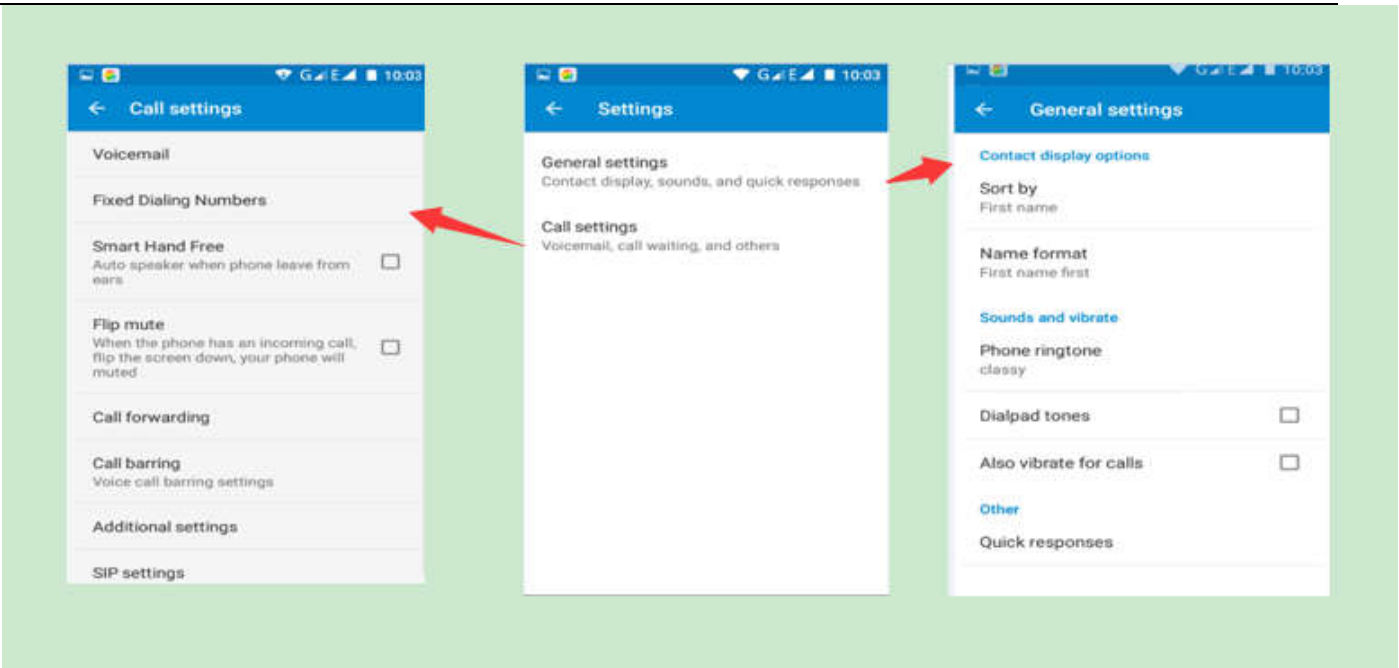 G E 10:03
Call settings
Voicemail
Fixed Dialing Numbers
Smart Hand Free
Auto speaker when phone leave from
ears
Flip mute
When the phone has an incoming call,
flip the screen down, your phone will
muted
Call forwarding
Call barring
Voice call barring settings
Additional settings
SIP settings
G E 10:03
Settings
General settings
Contact display, sounds, and quick responses
Call settings
Voicemail, call waiting, and others
G E 10:03
General settings
Contact display options
Sort by
First name
Name format
First name first
Sounds and vibrate
Phone ringtone
classy
Dialpad tones
Also vibrate for calls
Other
Quick responses